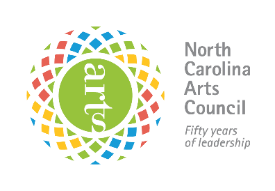 arts
North
Carolina
Arts
Council
Fifty years
of leadership